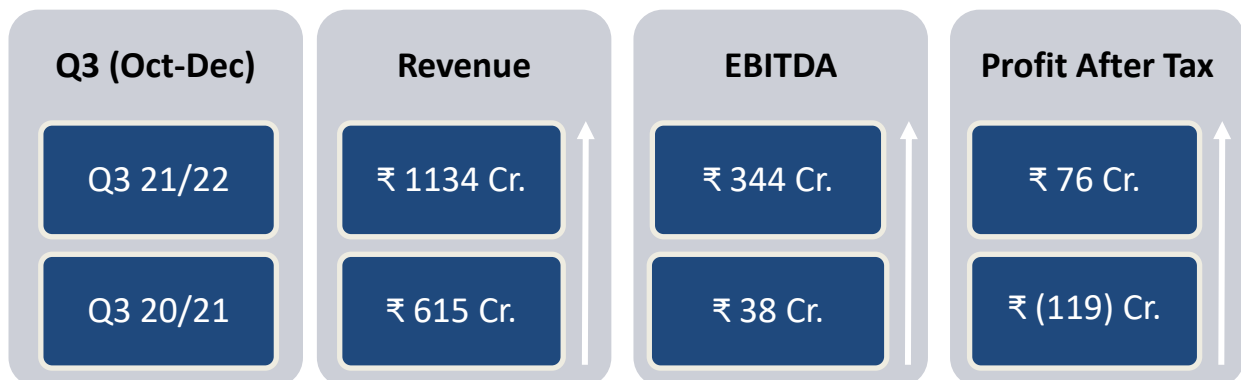 Q3 (Oct-Dec)
Revenue
EBITDA
Profit After Tax
Q3 21/22
₹ 1134 Cr.
₹ 344 Cr.
₹ 76 Cr.
Q3 20/21
₹ 615 Cr.
₹ 38 Cr.
₹ (119) Cr.